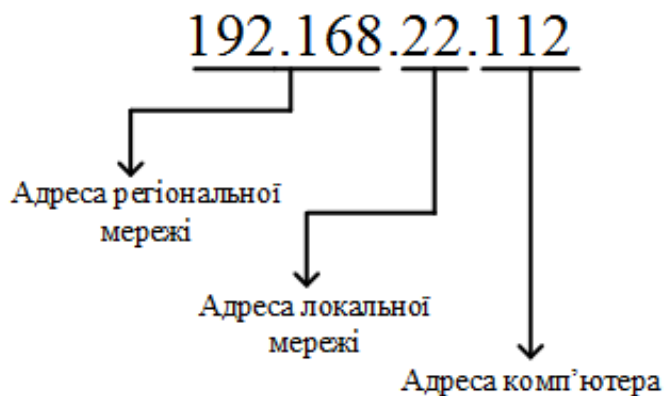 192.168.22.112
Адреса регіональної
мережі
Адреса локальної
мережі
Адреса комп’ютера